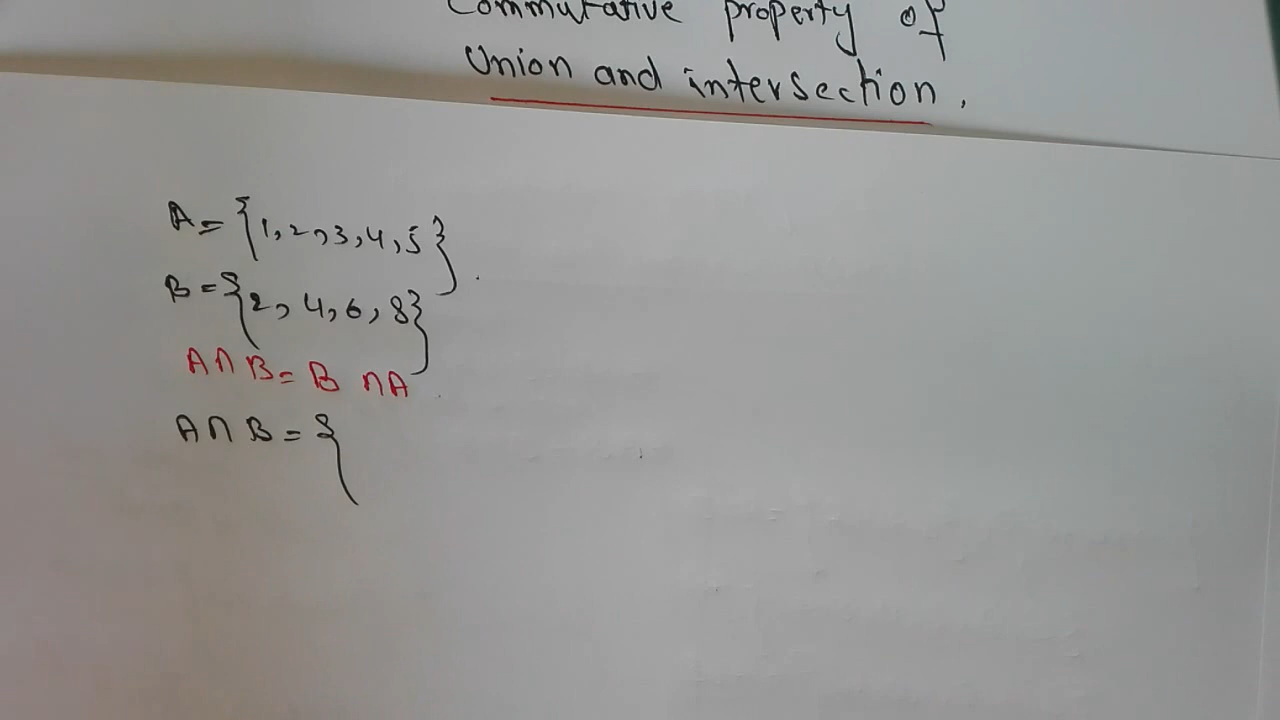 Commutative property of
Union and intersection.
A = {1, 2, 3, 4, 5}.
B = {2, 4, 6, 8}
A ∩ B = B ∩ A.
A ∩ B = {